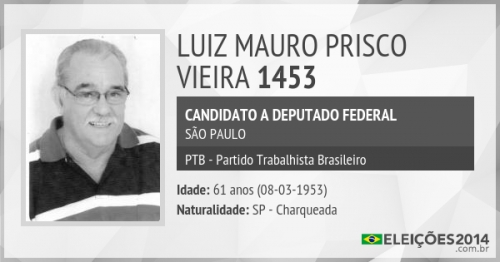 LUIZ MAURO PRISCO
VIEIRA 1453
CANDIDATO A DEPUTADO FEDERAL
SÃO PAULO
PTB - Partido Trabalhista Brasileiro
Idade: 61 anos (08-03-1953)
Naturalidade: SP - Charqueada
ELEIÇÕES2014
.com.br